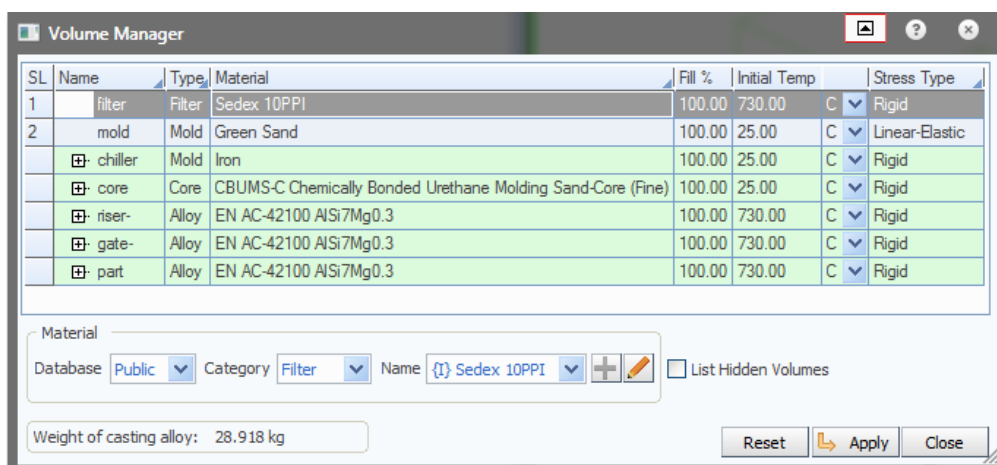 Volume Manager
SL Name Type Material Fill % Initial Temp Stress Type
1 filter Filter Sedex 10PPI 100.00 730.00 C Rigid
2 mold Mold Green Sand 100.00 25.00 C Linear-Elastic
chiller Mold Iron 100.00 25.00 C Rigid
core Core CBUMS-C Chemically Bonded Urethane Molding Sand-Core (Fine) 100.00 25.00 C Rigid
riser- Alloy EN AC-42100 AlSi7Mg0.3 100.00 730.00 C Rigid
gate- Alloy EN AC-42100 AlSi7Mg0.3 100.00 730.00 C Rigid
part Alloy EN AC-42100 AlSi7Mg0.3 100.00 730.00 C Rigid
Material
Database Public Category Filter Name {I} Sedex 10PPI List Hidden Volumes
Weight of casting alloy: 28.918 kg
Reset Apply Close